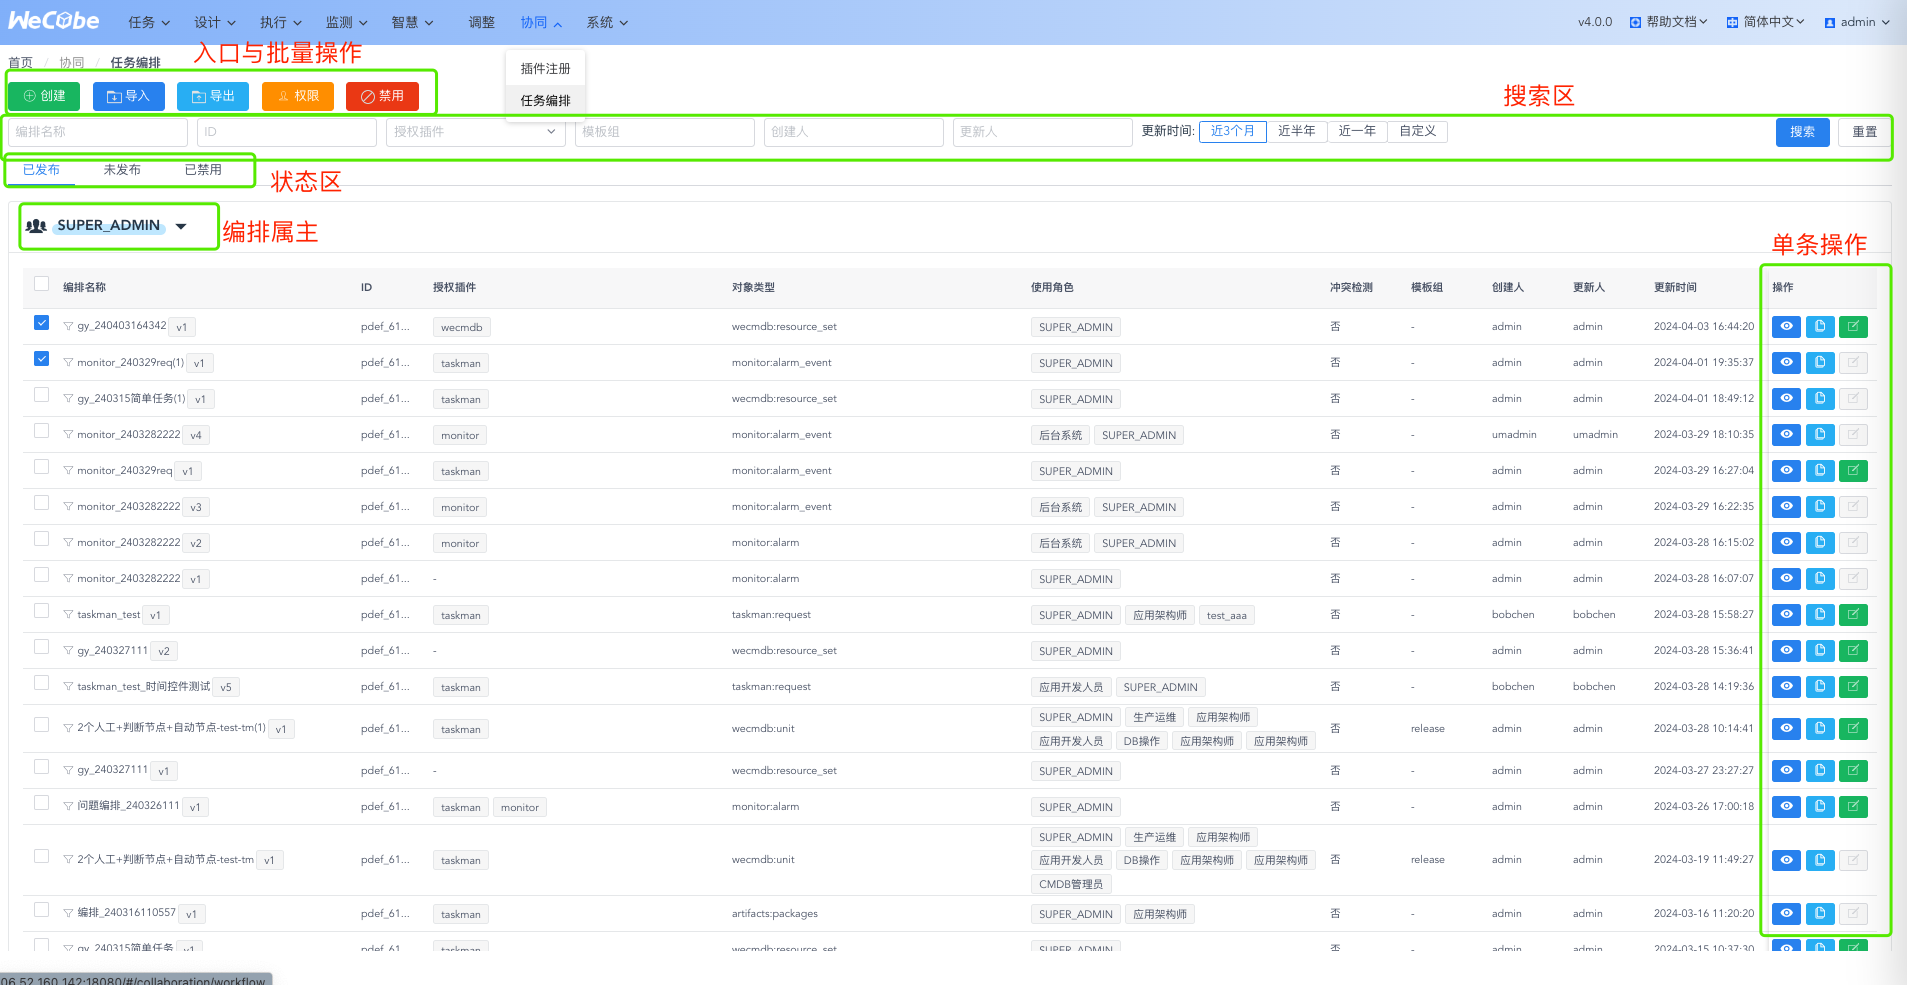 WeCube 任务 设计 执行 监测 智慧 调整 协同 系统 v4.0.0 帮助文档 简体中文 admin
入口与批量操作
首页 / 协同 / 任务编排
插件注册
任务编排
创建 导入 导出 权限 禁用
搜索区
编排名称 ID 授权插件 模板组 创建人 更新人 更新时间: 近3个月 近半年 近一年 自定义 搜索 重置
已发布 未发布 已禁用
状态区
SUPER_ADMIN
编排属主
单条操作
编排名称 ID 授权插件 对象类型 使用角色 冲突检测 模板组 创建人 更新人 更新时间 操作
gy_240403164342 v1 pdef_61... wecmdb wecmdb:resource_set SUPER_ADMIN 否 - admin admin 2024-04-03 16:44:20
monitor_240329req(1) v1 pdef_61... taskman monitor:alarm_event SUPER_ADMIN 否 - admin admin 2024-04-01 19:35:37
gy_240315简单任务(1) v1 pdef_61... taskman wecmdb:resource_set SUPER_ADMIN 否 - admin admin 2024-04-01 18:49:12
monitor_2403282222 v4 pdef_61... monitor monitor:alarm_event 后台系统 SUPER_ADMIN 否 - umadmin umadmin 2024-03-29 18:10:35
monitor_240329req v1 pdef_61... taskman monitor:alarm_event SUPER_ADMIN 否 - admin admin 2024-03-29 16:27:04
monitor_2403282222 v3 pdef_61... monitor monitor:alarm_event 后台系统 SUPER_ADMIN 否 - admin admin 2024-03-29 16:22:35
monitor_2403282222 v2 pdef_61... monitor monitor:alarm 后台系统 SUPER_ADMIN 否 - admin admin 2024-03-28 16:15:02
monitor_2403282222 v1 pdef_61... - monitor:alarm SUPER_ADMIN 否 - admin admin 2024-03-28 16:07:07
taskman_test v1 pdef_61... taskman taskman:request SUPER_ADMIN 应用架构师 test_aaa 否 - bobchen bobchen 2024-03-28 15:58:27
gy_240327111 v2 pdef_61... - wecmdb:resource_set SUPER_ADMIN 否 - admin admin 2024-03-28 15:36:41
taskman_test_时间控件测试 v5 pdef_61... taskman taskman:request 应用开发人员 SUPER_ADMIN 否 - bobchen bobchen 2024-03-28 14:19:36
SUPER_ADMIN 生产运维 应用架构师
2个人工+判断节点+自动节点-test-tm(1) v1 pdef_61... taskman wecmdb:unit 否 release admin admin 2024-03-28 10:14:41
应用开发人员 DB操作 应用架构师 应用架构师
gy_240327111 v1 pdef_61... - wecmdb:resource_set SUPER_ADMIN 否 - admin admin 2024-03-27 23:27:27
问题编排_240326111 v1 pdef_61... taskman monitor monitor:alarm SUPER_ADMIN 否 - admin admin 2024-03-26 17:00:18
SUPER_ADMIN 生产运维 应用架构师
2个人工+判断节点+自动节点-test-tm v1 pdef_61... taskman wecmdb:unit 应用开发人员 DB操作 应用架构师 应用架构师 否 release admin admin 2024-03-19 11:49:27
CMDB管理员
编排_240316110557 v1 pdef_61... taskman artifacts:packages SUPER_ADMIN 应用架构师 否 - admin admin 2024-03-16 11:20:20
gy_240315简单任务 v1 pdef_61... taskman wecmdb:resource_set SUPER_ADMIN 否 - admin admin 2024-03-15 10:37:30
06.52.160.142:18080/#/collaboration/workflow